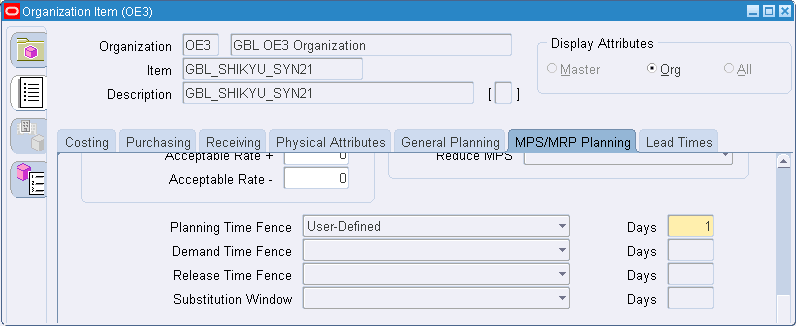 Organization Item (OE3)
Organization OE3 GBL OE3 Organization
Display Attributes
Item GBL_SHIKYU_SYN21
Master Org All
Description GBL_SHIKYU_SYN21 [ ]
Costing Purchasing Receiving Physical Attributes General Planning MPS/MRP Planning Lead Times
Acceptable Rate + 0 Reduce MPS
Acceptable Rate - 0
Planning Time Fence User-Defined Days 1
Demand Time Fence Days
Release Time Fence Days
Substitution Window Days